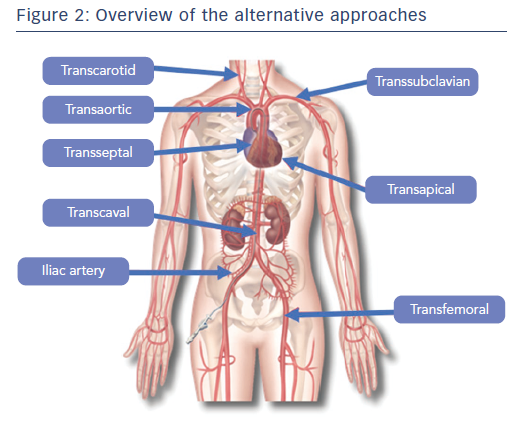 Figure 2: Overview of the alternative approaches
Transcarotid
Transsubclavian
Transaortic
Transseptal
Transapical
Transcaval
Iliac artery
Transfemoral